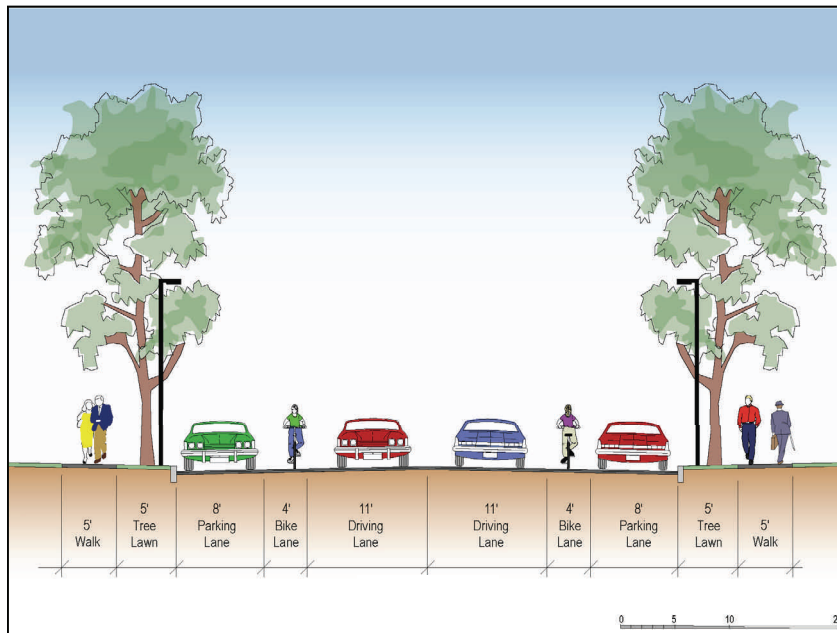 5'
Walk
5'
Tree
Lawn
8'
Parking
Lane
4'
Bike
Lane
11'
Driving
Lane
11'
Driving
Lane
4'
Bike
Lane
8'
Parking
Lane
5'
Tree
Lawn
5'
Walk
0 5 10 2